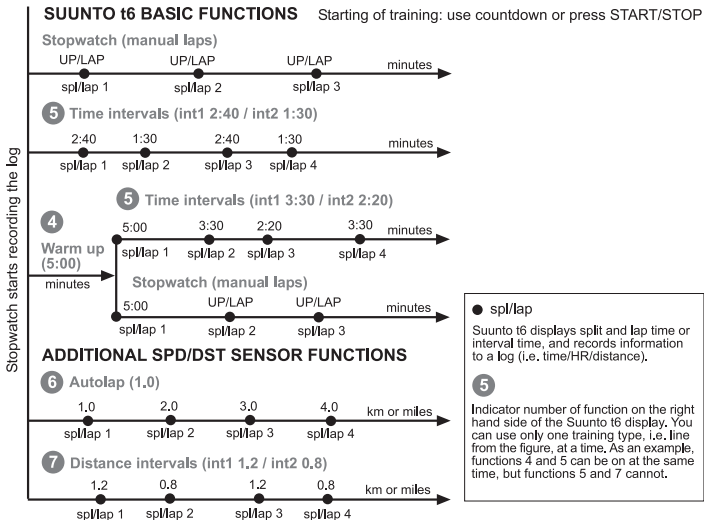 SUUNTO t6 BASIC FUNCTIONS Starting of training: use countdown or press START/STOP
Stopwatch (manual laps)
UP/LAP UP/LAP UP/LAP minutes
spl/lap 1 spl/lap 2 spl/lap 3
5 Time intervals (int1 2:40 / int2 1:30)
2:40 1:30 2:40 1:30 minutes
spl/lap 1 spl/lap 2 spl/lap 3 spl/lap 4
5 Time intervals (int1 3:30 / int2 2:20)
4
Warm up
(5:00)
minutes
5:00 3:30 2:20 3:30 minutes
spl/lap 1 spl/lap 2 spl/lap 3 spl/lap 4
Stopwatch (manual laps)
5:00 UP/LAP UP/LAP minutes
spl/lap 1 spl/lap 2 spl/lap 3
Stopwatch starts recording the log
ADDITIONAL SPD/DST SENSOR FUNCTIONS
6 Autolap (1.0)
1.0 2.0 3.0 4.0 km or miles
spl/lap 1 spl/lap 2 spl/lap 3 spl/lap 4
7 Distance intervals (int1 1.2 / int2 0.8)
1.2 0.8 1.2 0.8 km or miles
spl/lap 1 spl/lap 2 spl/lap 3 spl/lap 4
● spl/lap
Suunto t6 displays split and lap time or
interval time, and records information
to a log (i.e. time/HR/distance).
5
Indicator number of function on the right
hand side of the Suunto t6 display. You
can use only one training type, i.e. line
from the figure, at a time. As an example,
functions 4 and 5 can be on at the same
time, but functions 5 and 7 cannot.